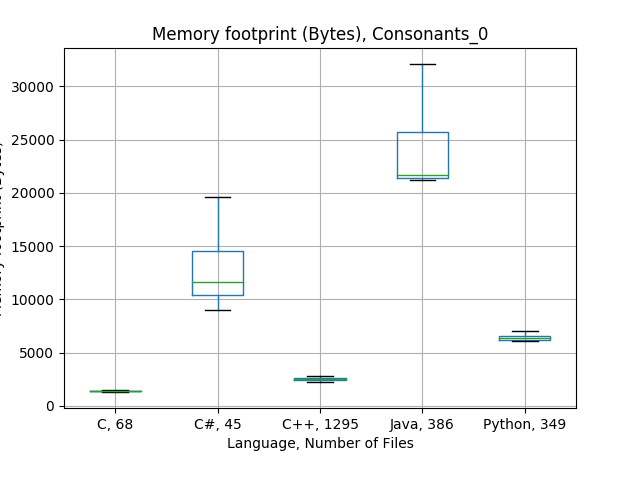 Memory footprint (Bytes), Consonants_0
30000
25000
20000
15000
10000
5000
0
C, 68
C#, 45
C++, 1295
Java, 386
Python, 349
Language, Number of Files